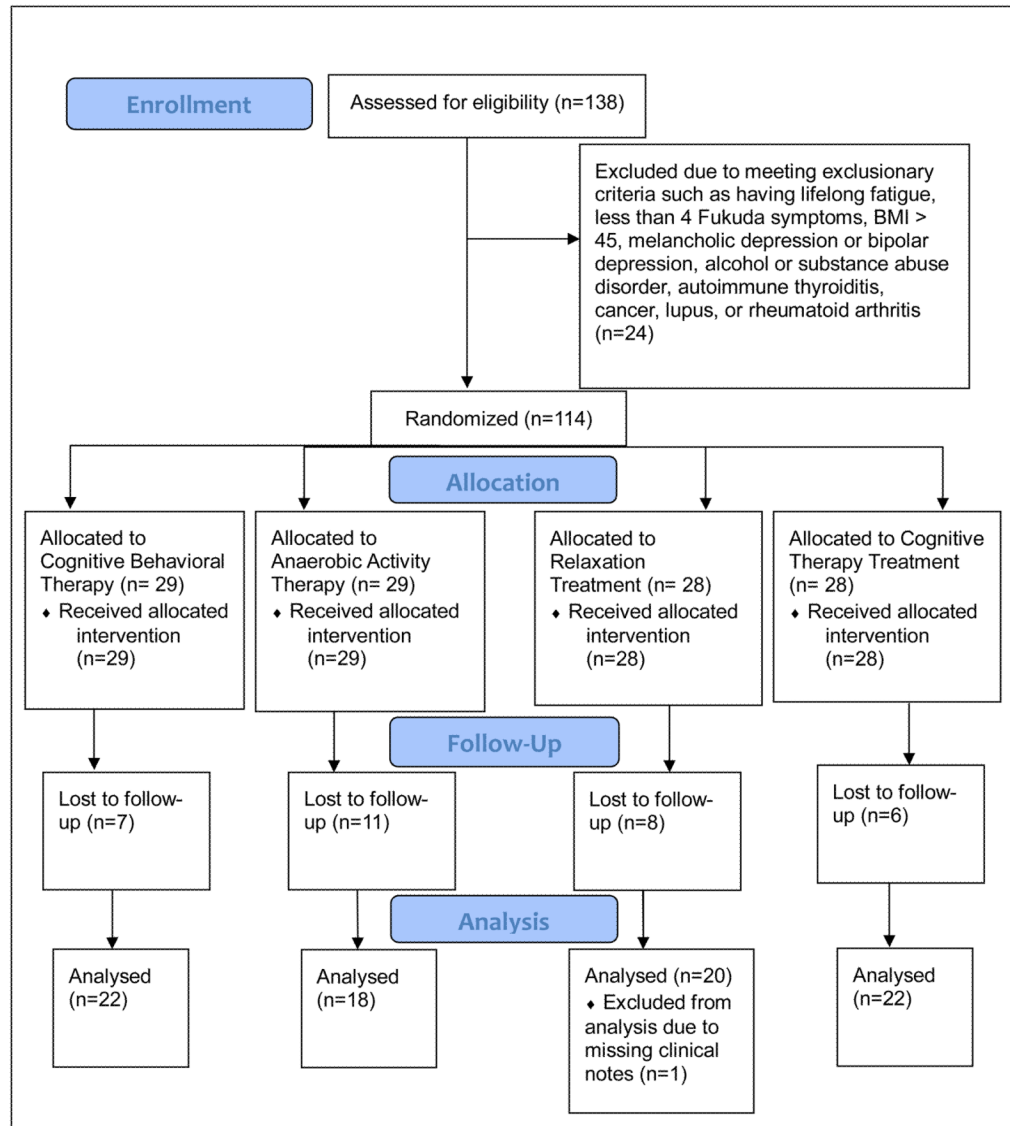 Enrollment
Assessed for eligibility (n=138)
Excluded due to meeting exclusionary
criteria such as having lifelong fatigue,
less than 4 Fukuda symptoms, BMI >
45, melancholic depression or bipolar
depression, alcohol or substance abuse
disorder, autoimmune thyroiditis,
cancer, lupus, or rheumatoid arthritis
(n=24)
Randomized (n=114)
Allocation
Allocated to
Cognitive Behavioral
Therapy (n= 29)
♦ Received allocated
intervention
(n=29)
Allocated to
Anaerobic Activity
Therapy (n= 29)
♦ Received allocated
intervention
(n=29)
Allocated to
Relaxation
Treatment (n= 28)
♦ Received allocated
intervention
(n=28)
Allocated to Cognitive
Therapy Treatment
(n= 28)
♦ Received allocated
intervention
(n=28)
Follow-Up
Lost to follow-
up (n=7)
Lost to follow-
up (n=11)
Lost to follow-
up (n=8)
Lost to follow-
up (n=6)
Analysis
Analysed
(n=22)
Analysed
(n=18)
Analysed (n=20)
♦ Excluded from
analysis due to
missing clinical
notes (n=1)
Analysed
(n=22)